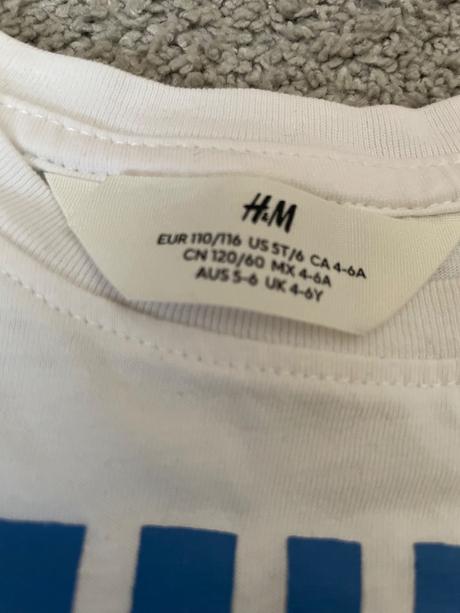 H&M
EUR 110/116 US 5T/6 CA 4-6A
CN 120/60 MX 4-6A
AUS 5-6 UK 4-6Y